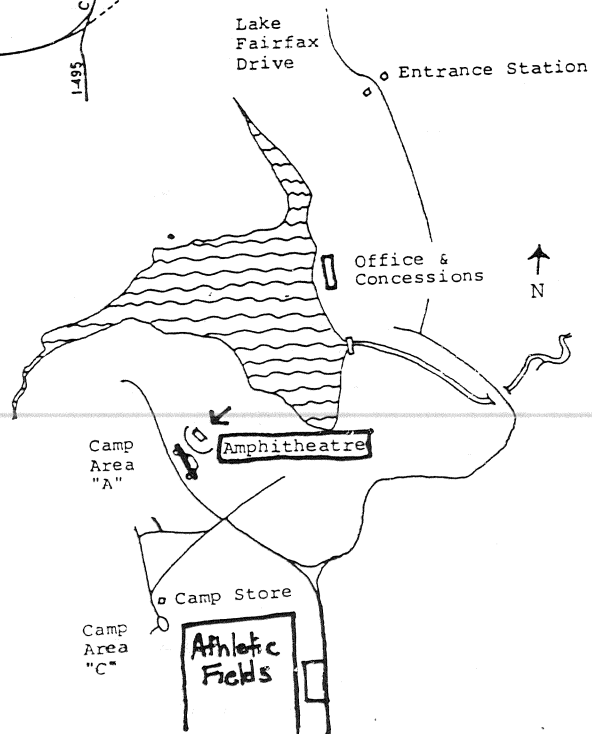 C
I-495
Lake
Fairfax
Drive
Entrance Station
Office &
Concessions
N
Amphitheatre
Camp
Area
"A"
Camp Store
Camp
Area
"C"
Athletic
Fields